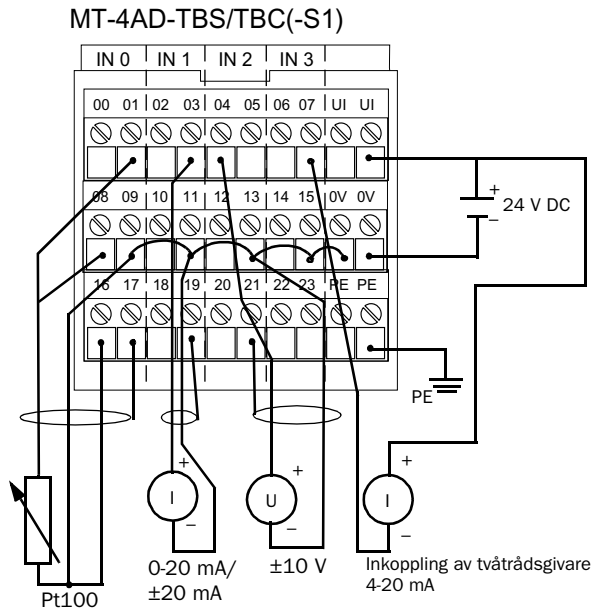 MT-4AD-TBS/TBC(-S1)
IN 0 IN 1 IN 2 IN 3
00 01 02 03 04 05 06 07 UI UI
08 09 10 11 12 13 14 15 0V 0V
16 17 18 19 20 21 22 23 PE PE
+
24 V DC
–
PE
+
I
–
+
U
–
+
I
–
Pt100
0-20 mA/
±20 mA
±10 V
Inkoppling av tvåtrådsgivare
4-20 mA